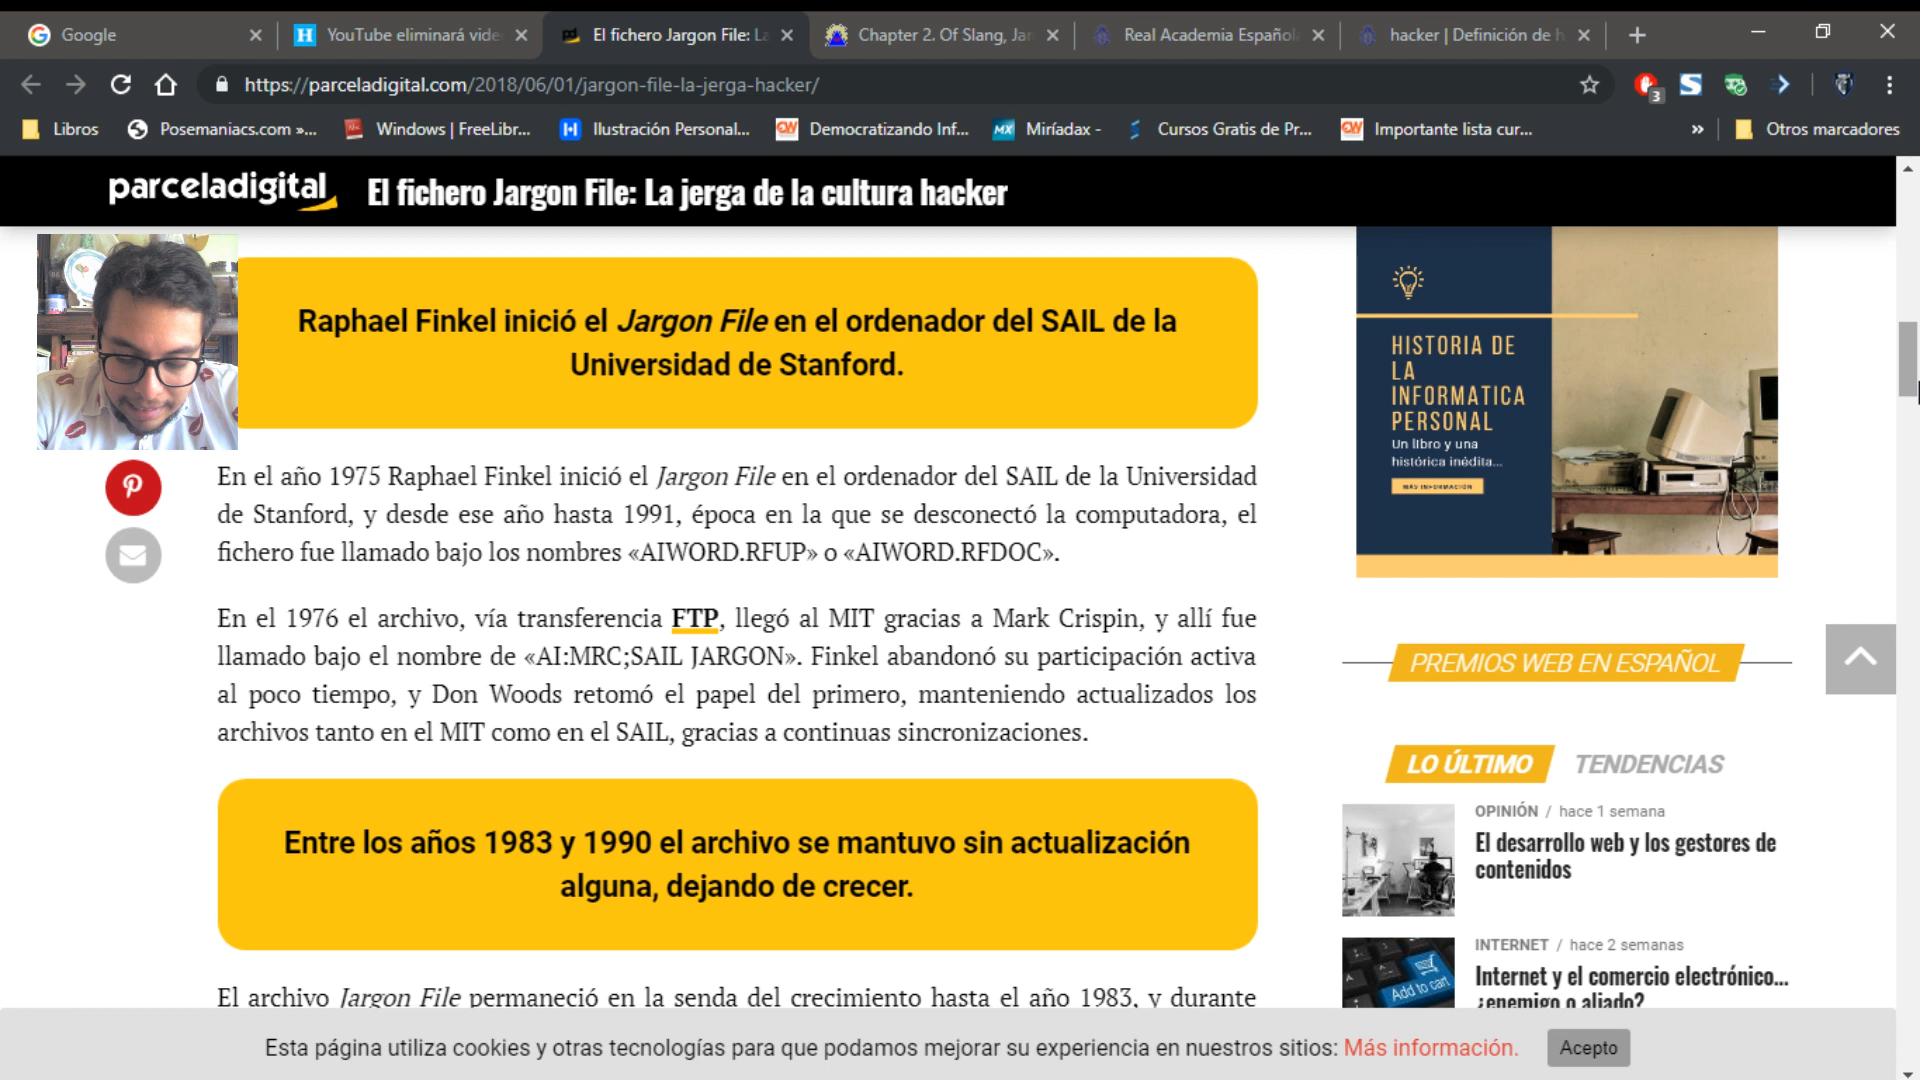 Google
YouTube eliminará vide
El fichero Jargon File: La
Chapter 2. Of Slang, Jar
Real Academia Español
hacker | Definición de h
https://parceladigital.com/2018/06/01/jargon-file-la-jerga-hacker/
3
Libros
Posemaniacs.com »...
Windows | FreeLibr...
Ilustración Personal...
Democratizando Inf...
Miríadax -
Cursos Gratis de Pr...
Importante lista cur...
»
Otros marcadores
parceladigital
El fichero Jargon File: La jerga de la cultura hacker
Raphael Finkel inició el Jargon File en el ordenador del SAIL de la
Universidad de Stanford.
En el año 1975 Raphael Finkel inició el Jargon File en el ordenador del SAIL de la Universidad
de Stanford, y desde ese año hasta 1991, época en la que se desconectó la computadora, el
fichero fue llamado bajo los nombres «AIWORD.RFUP» o «AIWORD.RFDOC».
En el 1976 el archivo, vía transferencia FTP, llegó al MIT gracias a Mark Crispin, y allí fue
llamado bajo el nombre de «AI:MRC;SAIL JARGON». Finkel abandonó su participación activa
al poco tiempo, y Don Woods retomó el papel del primero, manteniendo actualizados los
archivos tanto en el MIT como en el SAIL, gracias a continuas sincronizaciones.
Entre los años 1983 y 1990 el archivo se mantuvo sin actualización
alguna, dejando de crecer.
El archivo Jargon File permaneció en la senda del crecimiento hasta el año 1983, y durante
HISTORIA DE
LA
INFORMATICA
PERSONAL
Un libro y una
histórica inédita...
MÁS INFORMACIÓN
PREMIOS WEB EN ESPAÑOL
LO ÚLTIMO
TENDENCIAS
OPINIÓN / hace 1 semana
El desarrollo web y los gestores de
contenidos
INTERNET / hace 2 semanas
Internet y el comercio electrónico...
¿enemigo o aliado?
Add to cart
Esta página utiliza cookies y otras tecnologías para que podamos mejorar su experiencia en nuestros sitios: Más información.
Acepto